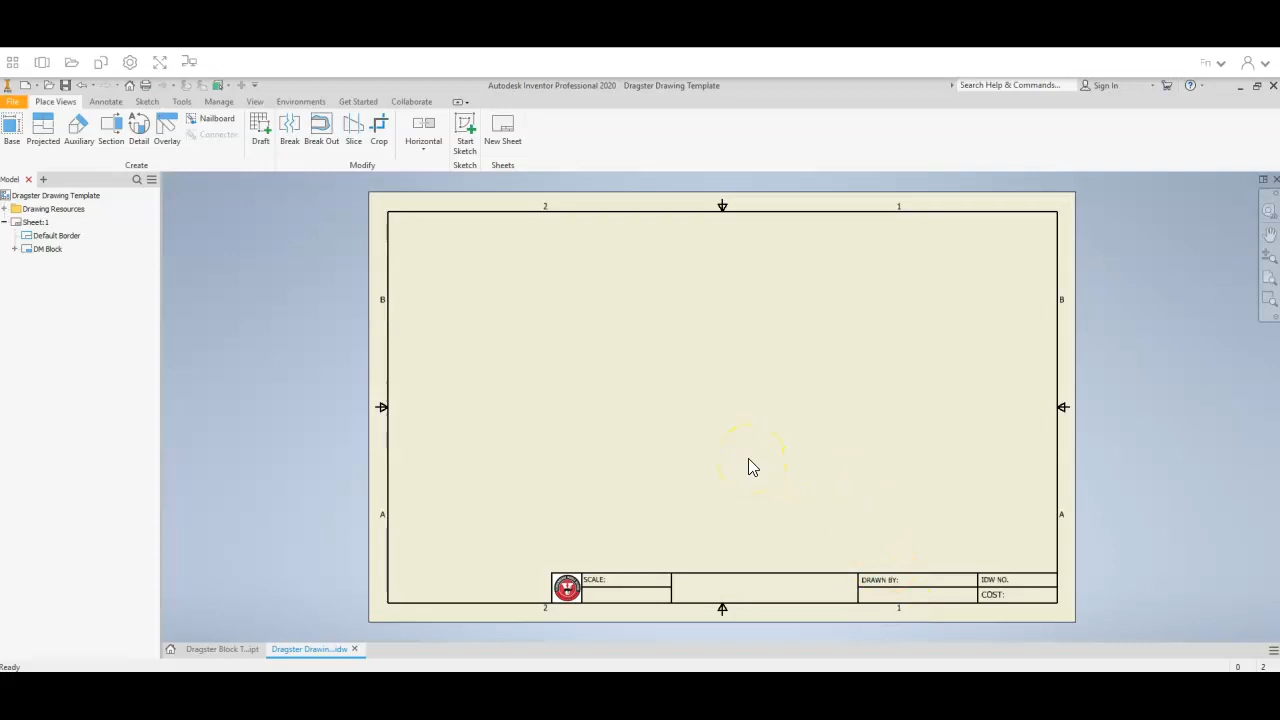 Fn
Autodesk Inventor Professional 2020 Dragster Drawing Template
Search Help & Commands...
Sign In
File Place Views Annotate Sketch Tools Manage View Environments Get Started Collaborate
Base Projected Auxiliary Section Detail Overlay
Nailboard
Connector
Draft
Break Break Out Slice Crop
Horizontal
Start Sketch
New Sheet
Create
Modify
Sketch
Sheets
Model
Dragster Drawing Template
Drawing Resources
Sheet:1
Default Border
DM Block
2
1
B
B
A
A
SCALE:
DRAWN BY:
IDW NO.
COST:
2
1
Dragster Block T...ipt
Dragster Drawin...idw
Ready
0
2